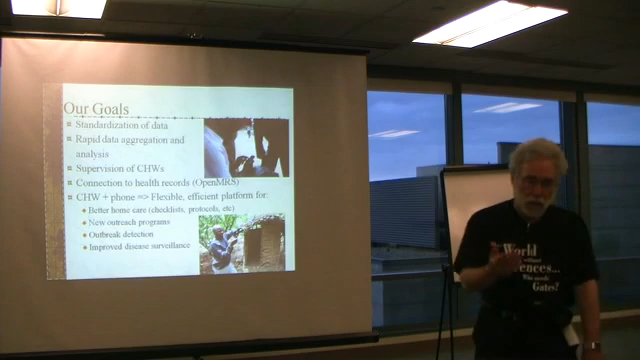 Our Goals
Standardization of data
Rapid data aggregation and
analysis
Supervision of CHWs
Connection to health records (OpenMRS)
CHW + phone => Flexible, efficient platform for:
Better home care (checklists, protocols, etc)
New outreach programs
Outbreak detection
Improved disease surveillance
World
without
ences...
Who needs
Gates?